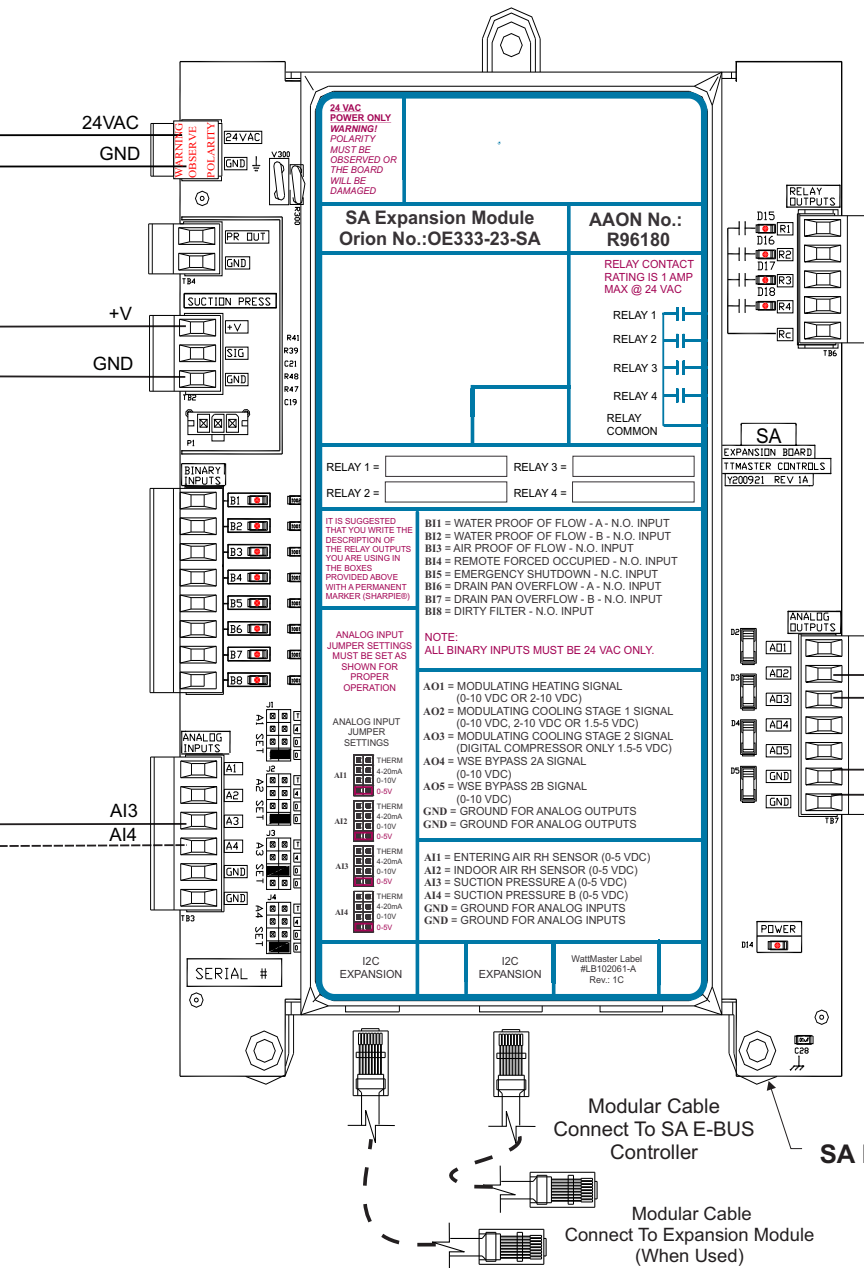 24VAC
GND
WARNING
OBSERVE
POLARITY
24VAC
GND
V300
R300
PR OUT
GND
TB4
SUCTION PRESS
+V
GND
+V
SIG
GND
TB2
R41
R39
C21
R48
R47
C19
P1
BINARY
INPUTS
B1
B2
B3
B4
B5
B6
B7
B8
J1
A1 SET
J2
A2 SET
J3
A3 SET
J4
A4 SET
ANALOG
INPUTS
A1
A2
AI3
A3
AI4
A4
GND
GND
TB3
SERIAL #
24 VAC
POWER ONLY
WARNING!
POLARITY
MUST BE
OBSERVED OR
THE BOARD
WILL BE
DAMAGED
SA Expansion Module
Orion No.:OE333-23-SA
AAON No.:
R96180
RELAY CONTACT
RATING IS 1 AMP
MAX @ 24 VAC
RELAY 1
RELAY 2
RELAY 3
RELAY 4
RELAY
COMMON
RELAY 1 =
RELAY 3 =
RELAY 2 =
RELAY 4 =
IT IS SUGGESTED
THAT YOU WRITE THE
DESCRIPTION OF
THE RELAY OUTPUTS
YOU ARE USING IN
THE BOXES
PROVIDED ABOVE
WITH A PERMANENT
MARKER (SHARPIE®)
BI1 = WATER PROOF OF FLOW - A - N.O. INPUT
BI2 = WATER PROOF OF FLOW - B - N.O. INPUT
BI3 = AIR PROOF OF FLOW - N.O. INPUT
BI4 = REMOTE FORCED OCCUPIED - N.O. INPUT
BI5 = EMERGENCY SHUTDOWN - N.C. INPUT
BI6 = DRAIN PAN OVERFLOW - A - N.O. INPUT
BI7 = DRAIN PAN OVERFLOW - B - N.O. INPUT
BI8 = DIRTY FILTER - N.O. INPUT
NOTE:
ALL BINARY INPUTS MUST BE 24 VAC ONLY.
ANALOG INPUT
JUMPER SETTINGS
MUST BE SET AS
SHOWN FOR
PROPER
OPERATION
ANALOG INPUT
JUMPER
SETTINGS
AI1
THERM
4-20mA
0-10V
0-5V
AI2
THERM
4-20mA
0-10V
0-5V
AI3
THERM
4-20mA
0-10V
0-5V
AI4
THERM
4-20mA
0-10V
0-5V
AO1 = MODULATING HEATING SIGNAL
(0-10 VDC OR 2-10 VDC)
AO2 = MODULATING COOLING STAGE 1 SIGNAL
(0-10 VDC, 2-10 VDC OR 1.5-5 VDC)
AO3 = MODULATING COOLING STAGE 2 SIGNAL
(DIGITAL COMPRESSOR ONLY 1.5-5 VDC)
AO4 = WSE BYPASS 2A SIGNAL
(0-10 VDC)
AO5 = WSE BYPASS 2B SIGNAL
(0-10 VDC)
GND = GROUND FOR ANALOG OUTPUTS
GND = GROUND FOR ANALOG OUTPUTS
AI1 = ENTERING AIR RH SENSOR (0-5 VDC)
AI2 = INDOOR AIR RH SENSOR (0-5 VDC)
AI3 = SUCTION PRESSURE A (0-5 VDC)
AI4 = SUCTION PRESSURE B (0-5 VDC)
GND = GROUND FOR ANALOG INPUTS
GND = GROUND FOR ANALOG INPUTS
I2C
EXPANSION
I2C
EXPANSION
WattMaster Label
#LB102061-A
Rev.: 1C
RELAY
OUTPUTS
D15
R1
D16
R2
D17
R3
D18
R4
Rc
TB6
SA
EXPANSION BOARD
TTMASTER CONTROLS
Y200921 REV 1A
ANALOG
OUTPUTS
D2
AO1
AO2
D3
AO3
D4
AO4
AO5
D5
GND
GND
TB7
POWER
D14
C28
Modular Cable
Connect To SA E-BUS
Controller
SA
Modular Cable
Connect To Expansion Module
(When Used)